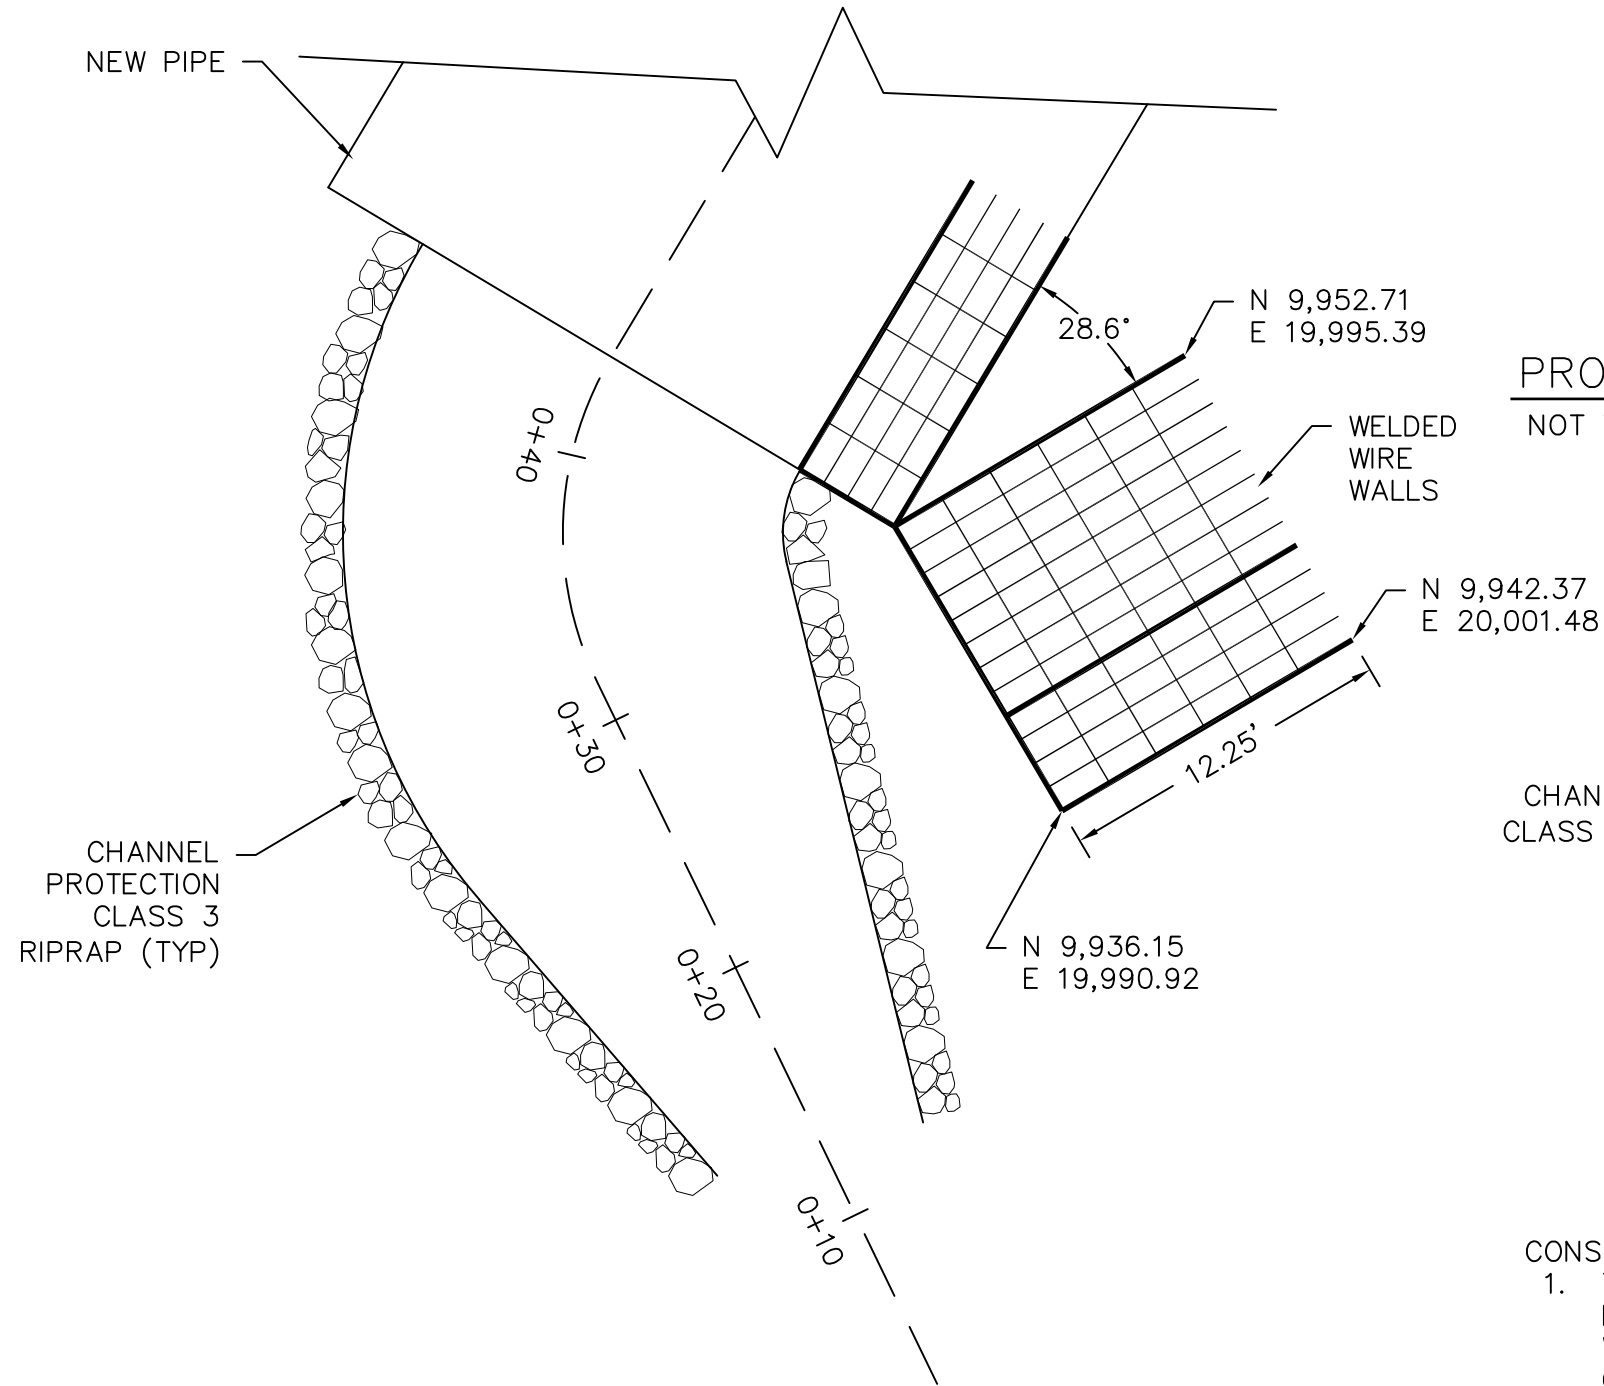 NEW PIPE
N 9,952.71
E 19,995.39
28.6°
PRO
NOT
WELDED
WIRE
WALLS
0+40
N 9,942.37
E 20,001.48
0+30
12.25'
CHAN
CLASS
CHANNEL
PROTECTION
CLASS 3
RIPRAP (TYP)
N 9,936.15
E 19,990.92
0+20
0+10
CONS
1.